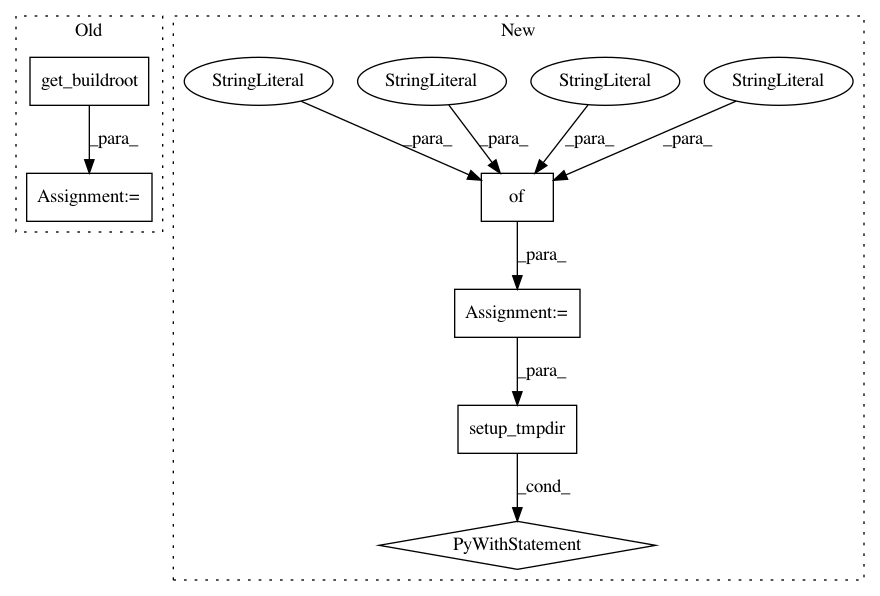 Old
New
get_buildroot
StringLiteral
StringLiteral
StringLiteral
StringLiteral
_para_
_para_
_para_
_para_
_para_
Assignment:=
of
_para_
Assignment:=
_para_
setup_tmpdir
_cond_
PyWithStatement